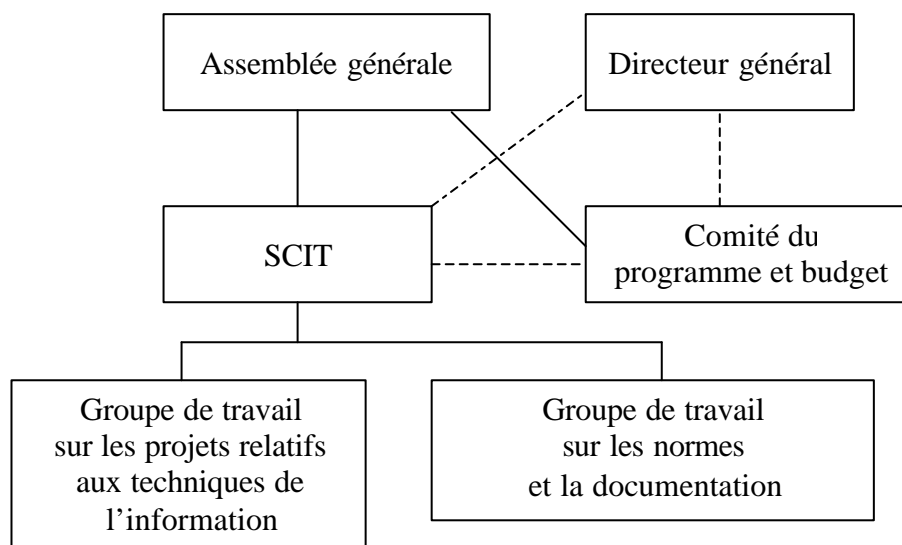 Assemblée générale
Directeur général
SCIT
Comité du
programme et budget
Groupe de travail
sur les projets relatifs
aux techniques de
l’information
Groupe de travail
sur les normes
et la documentation